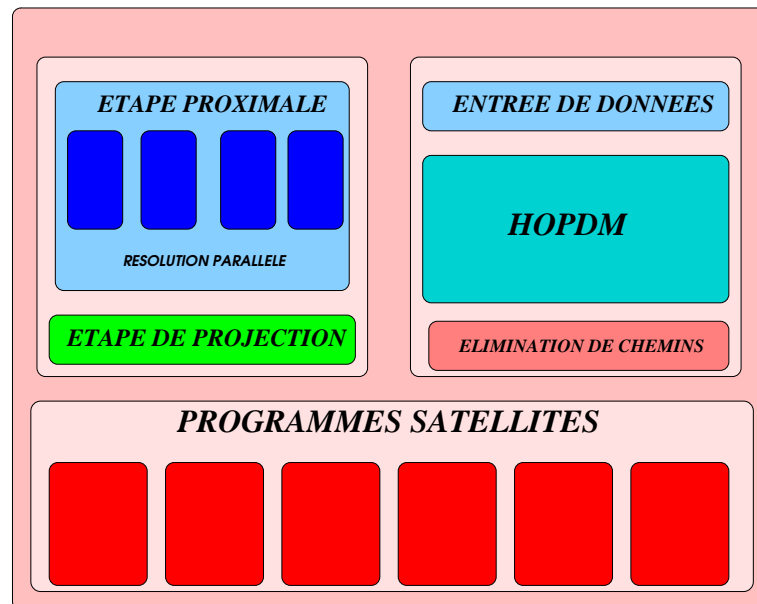 ETAPE PROXIMALE
RESOLUTION PARALLELE
ETAPE DE PROJECTION
ENTREE DE DONNEES
HOPDM
ELIMINATION DE CHEMINS
PROGRAMMES SATELLITES